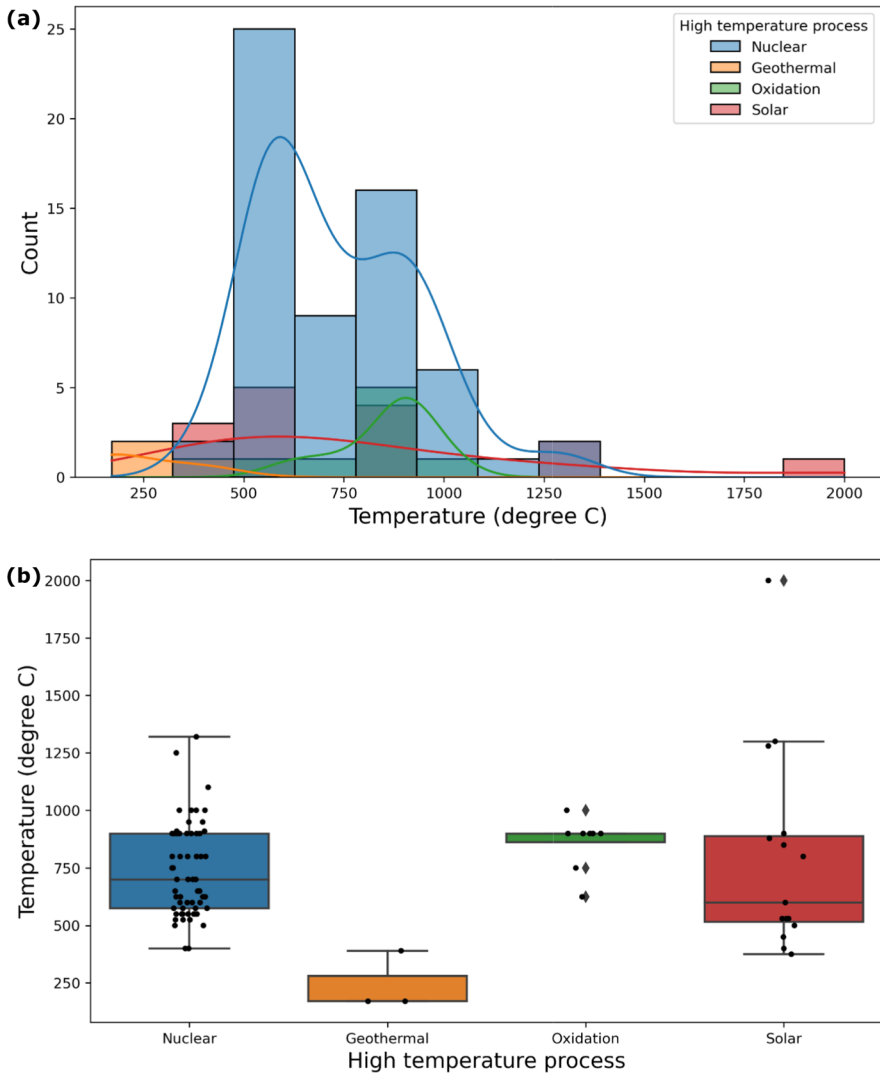 (a)
High temperature process
Nuclear
Geothermal
Oxidation
Solar
25
20
15
10
5
0
Count
250 500 750 1000 1250 1500 1750 2000
Temperature (degree C)
(b)
2000
1750
1500
1250
1000
750
500
250
Temperature (degree C)
Nuclear Geothermal Oxidation Solar
High temperature process